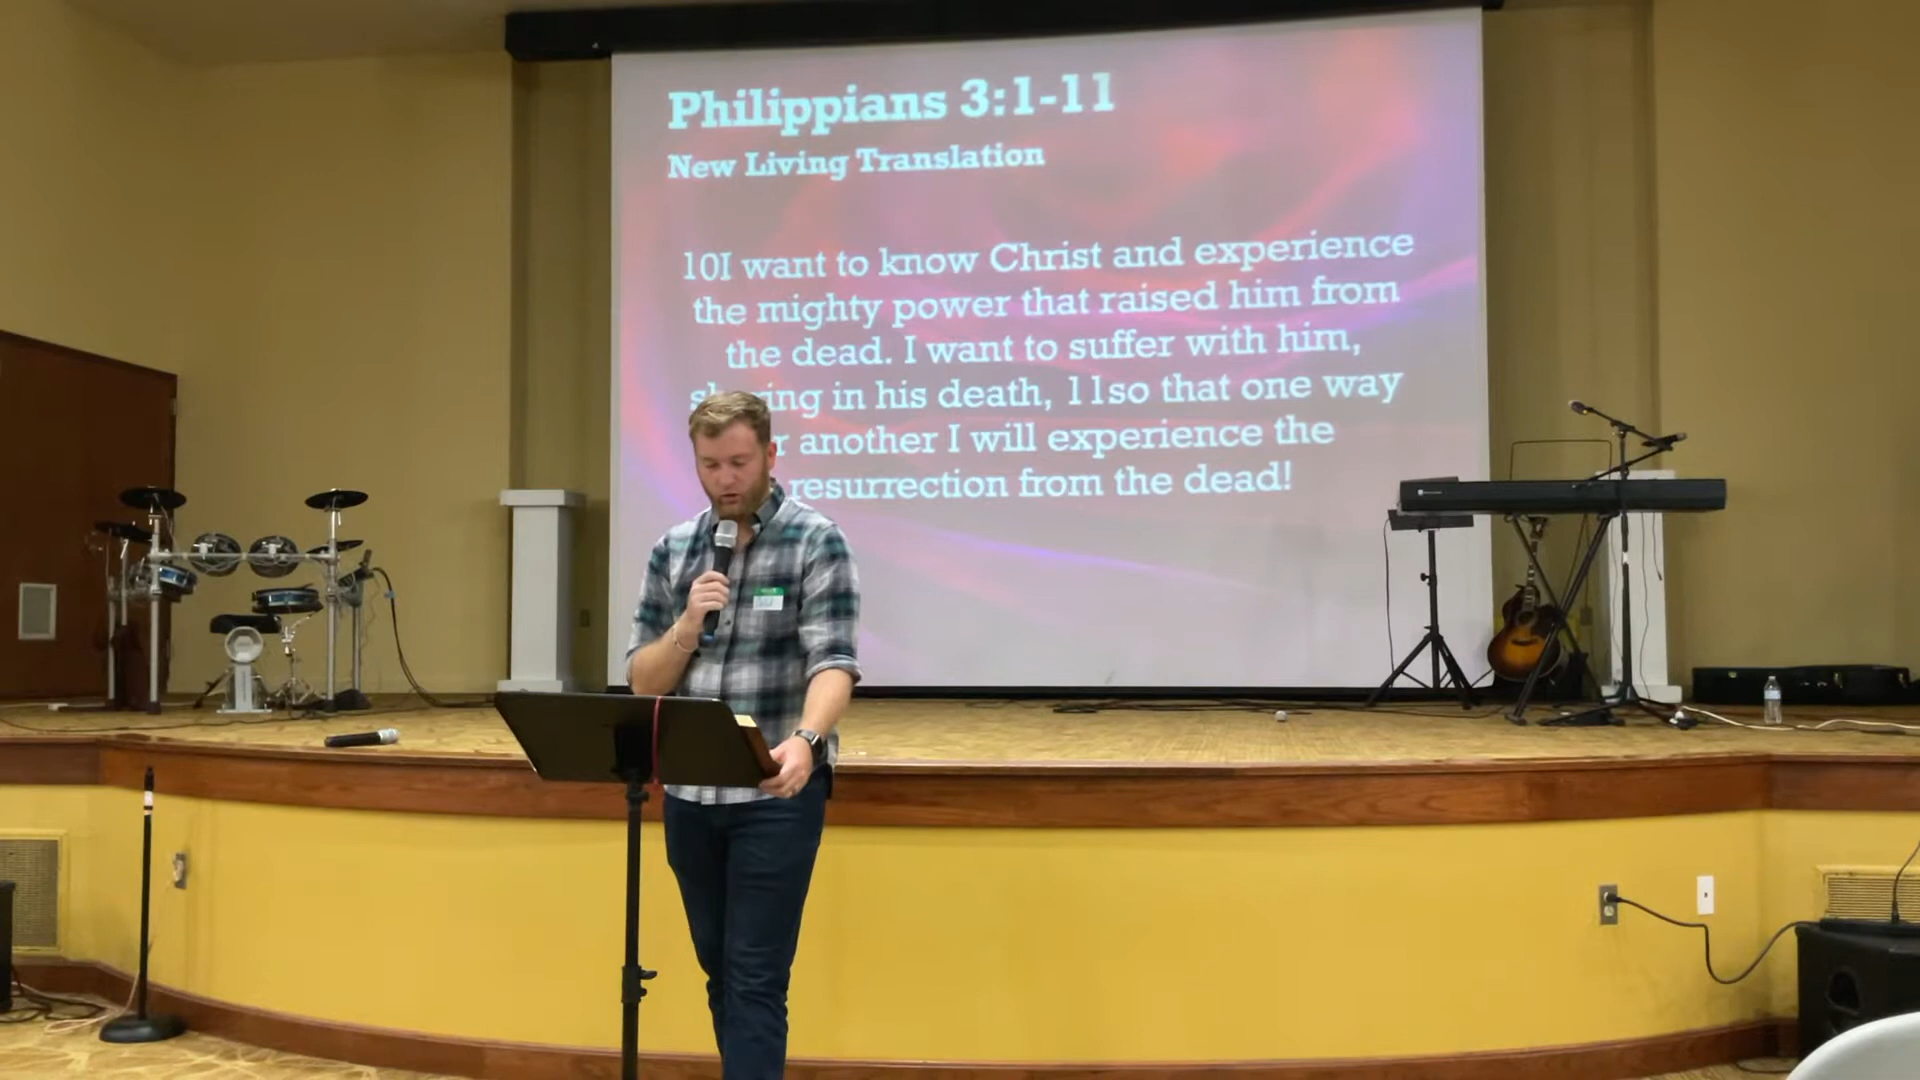 Philippians 3:1-11
New Living Translation
10I want to know Christ and experience
the mighty power that raised him from
the dead. I want to suffer with him,
in his death, 11so that one way
another I will experience the
resurrection from the dead!